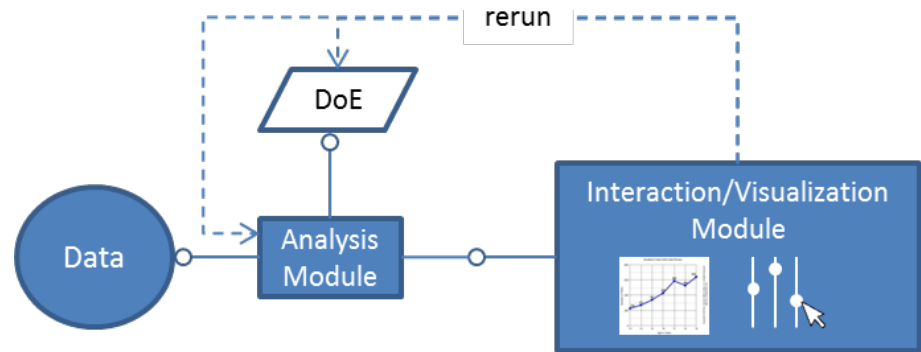 rerun
DoE
Data
Analysis
Module
Interaction/Visualization
Module